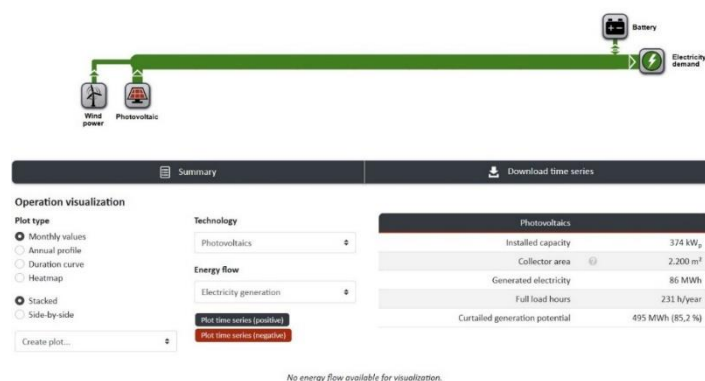 Battery
Electricity
demand
Wind
power
Photovoltaic
Summary
Download time series
Operation visualization
Plot type
Monthly values
Annual profile
Duration curve
Heatmap
Stacked
Side-by-side
Create plot...
Technology
Photovoltaics
Energy flow
Electricity generation
Plot time series (positive)
Plot time series (negative)
Photovoltaics
Installed capacity 374 kWp
Collector area 2.200 m²
Generated electricity 86 MWh
Full load hours 231 h/year
Curtailed generation potential 495 MWh (85,2 %)
No energy flow available for visualization.